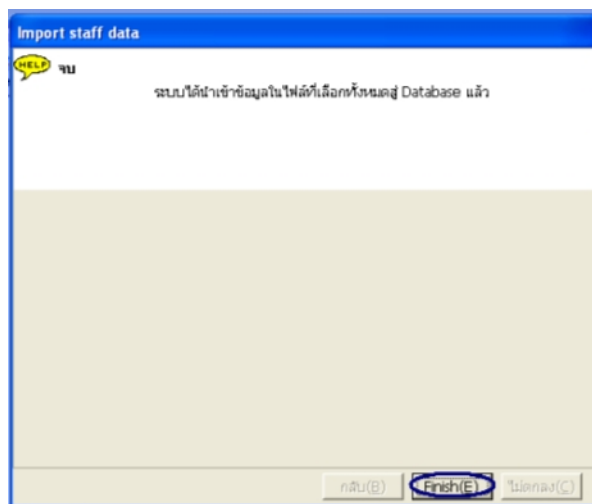 Import staff data
HELP จบ
ระบบได้นำเข้าข้อมูลในไฟล์ที่เลือกทั้งหมดสู่ Database แล้ว
กลับ(B) Finish(E) ไม่ตกลง(C)